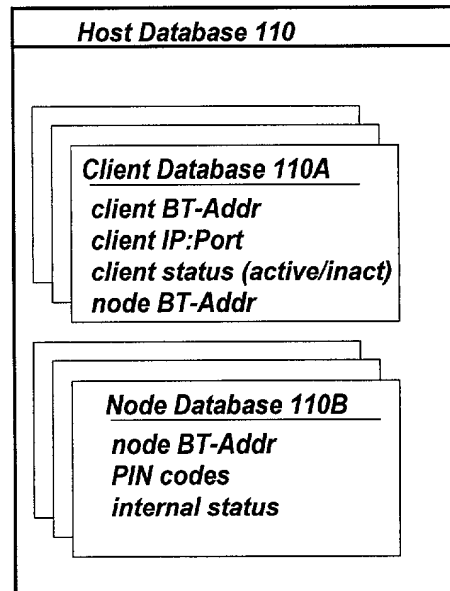 Host Database 110
Client Database 110A
client BT-Addr
client IP:Port
client status (active/inact)
node BT-Addr
Node Database 110B
node BT-Addr
PIN codes
internal status